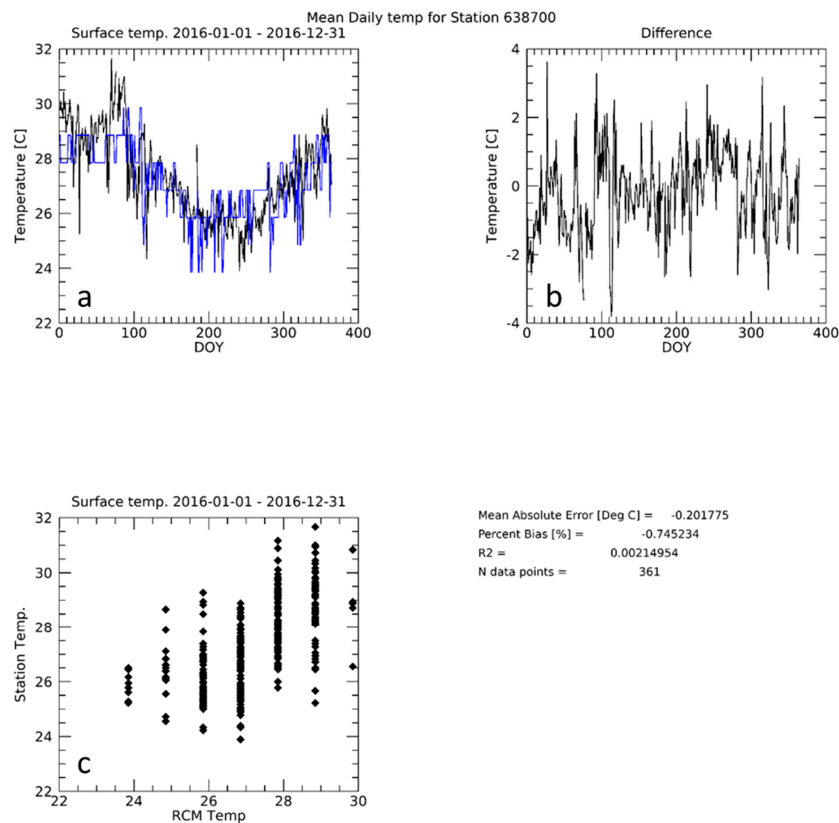 Mean Daily temp for Station 638700
Surface temp. 2016-01-01 - 2016-12-31
Temperature [C]
32
30
28
26
24
22
a
0 100 200 300 400
DOY
Difference
Temperature [C]
4
2
0
-2
-4
b
0 100 200 300 400
DOY
Surface temp. 2016-01-01 - 2016-12-31
Station Temp.
32
30
28
26
24
22
c
22 24 26 28 30
RCM Temp
Mean Absolute Error [Deg C] = -0.201775
Percent Bias [%] = -0.745234
R2 = 0.00214954
N data points = 361